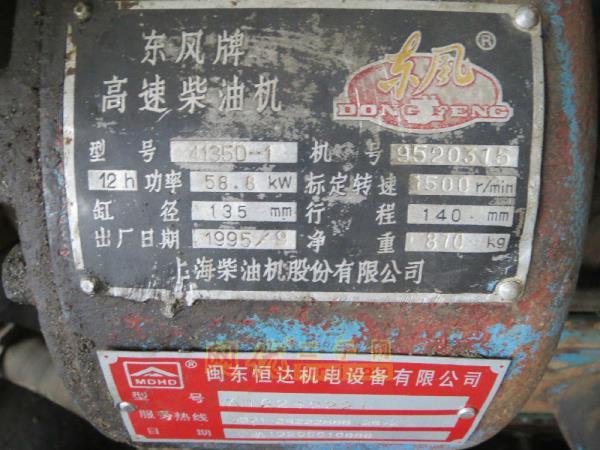 东风牌
高速柴油机
东风
®
DONG FENG
型号 4135D-1 机号 9520315
12h功率 58.8 kW 标定转速 1500 r/min
缸径 135 mm 行程 140 mm
出厂日期 1995/9 净重 870 kg
上海柴油机股份有限公司
MDHD ®
闽东恒达机电设备有限公司
型号
服务热线
日期